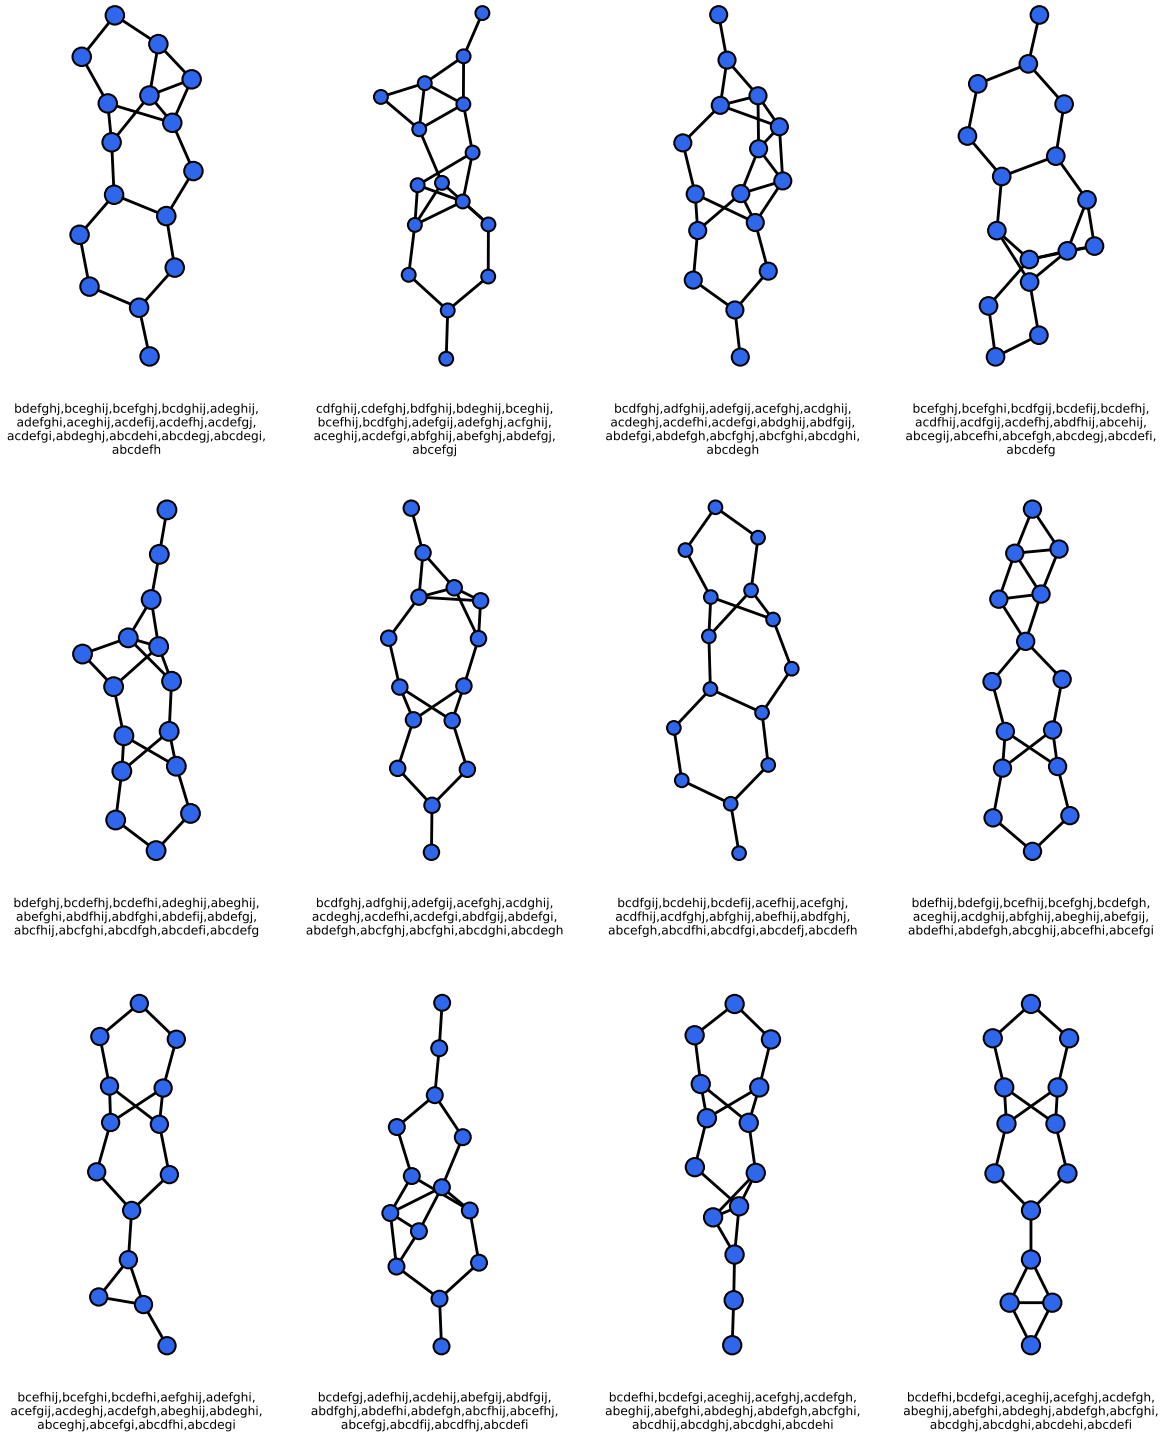 bdefghj,bceghij,bcefghj,bcdghij,adeghij,
adefghi,aceghij,acdefij,acdefhj,acdefgj,
acdefgi,abdeghj,abcdehi,abcdegj,abcdegi,
abcdefh
cdfghij,cdefghj,bdfghij,bdeghij,bceghij,
bcefhij,bcdfghj,adefgij,adefghj,acfghij,
aceghij,acdefgi,abfghij,abefghj,abdefgj,
abcefgj
bcdfghj,adfghij,adefgij,acefghj,acdghij,
acdeghj,acdefhi,acdefgi,abdghij,abdfgij,
abdefgi,abdefgh,abcfghj,abcfghi,abcdghi,
abcdegh
bcefghj,bcefghi,bcdfgij,bcdefij,bcdefhj,
acdfhij,acdfgij,acdefhj,abdfhij,abcehij,
abcegij,abcefhi,abcefgh,abcdegj,abcdefi,
abcdefg
bdefghj,bcdefhj,bcdefhi,adeghij,abeghij,
abefghi,abdfhij,abdfghi,abdefij,abdefgj,
abcfhij,abcfghi,abcdfgh,abcdefi,abcdefg
bcdfghj,adfghij,adefgij,acefghj,acdghij,
acdeghj,acdefhi,acdefgi,abdfgij,abdefgi,
abdefgh,abcfghj,abcfghi,abcdghi,abcdegh
bcdfgij,bcdehij,bcdefij,acefhij,acefghj,
acdfhij,acdfghj,abfghij,abefhij,abdfghj,
abcefgh,abcdfhi,abcdfgi,abcdefj,abcdefh
bdefhij,bdefgij,bcefhij,bcefghj,bcdefgh,
aceghij,acdghij,abfghij,abeghij,abefgij,
abdefhi,abdefgh,abcghij,abcefhi,abcefgi
bcefhij,bcefghi,bcdefhi,aefghij,adefghi,
acefgij,acdeghj,acdefgh,abeghij,abdeghi,
abceghj,abcefgi,abcdfhi,abcdegi
bcdefgj,adefhij,acdehij,abefgij,abdfgij,
abdfghj,abdefhi,abdefgh,abcfhij,abcefhj,
abcefgj,abcdfij,abcdfhj,abcdefi
bcdefhi,bcdefgi,aceghij,acefghj,acdefgh,
abeghij,abefghi,abdeghj,abdefgh,abcfghi,
abcdhij,abcdghj,abcdghi,abcdehi
bcdefhi,bcdefgi,aceghij,acefghj,acdefgh,
abeghij,abefghi,abdeghj,abdefgh,abcfghi,
abcdghj,abcdghi,abcdehi,abcdefi